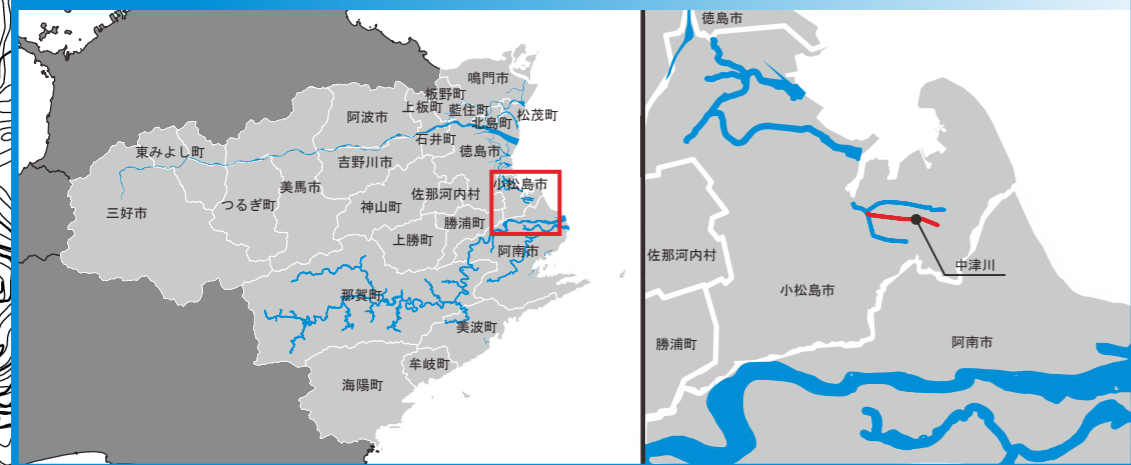 鳴門市
板野町
上板町
藍住町
松茂町
北島町
阿波市
石井町
徳島市
東みよし町
吉野川市
美馬市
佐那河内村
小松島市
つるぎ町
神山町
三好市
勝浦町
上勝町
阿南市
那賀町
美波町
牟岐町
海陽町
徳島市
佐那河内村
中津川
小松島市
勝浦町
阿南市